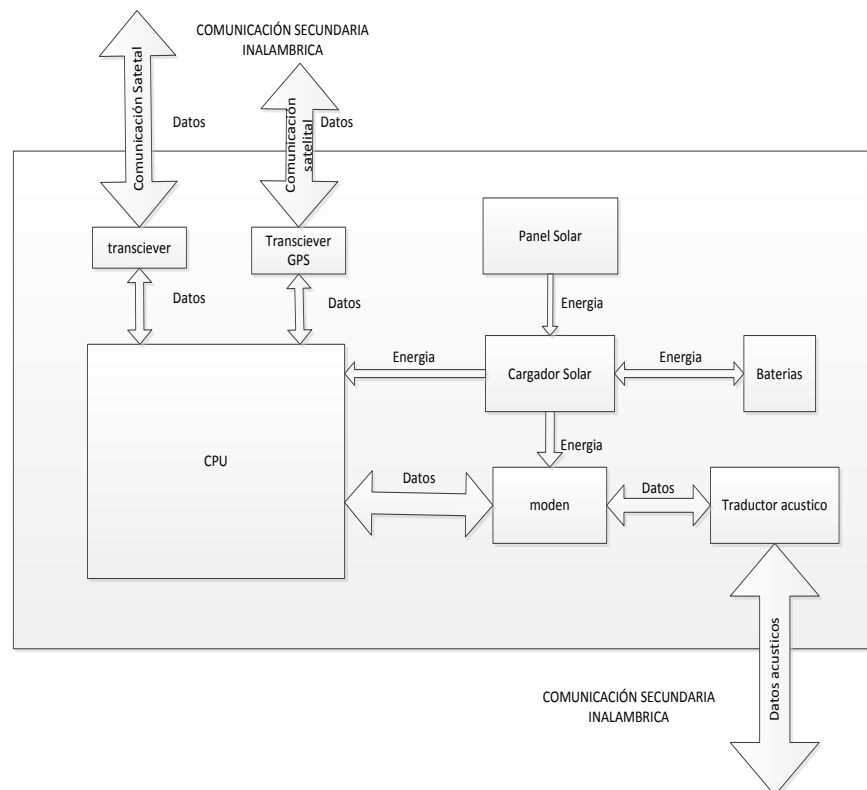 COMUNICACIÓN SECUNDARIA
INALAMBRICA
Comunicación Satetal
Datos
Comunicación
satelital
Datos
transciever
Transciever
GPS
Panel Solar
Datos
Datos
Energia
Energia
Cargador Solar
Energia
Baterias
CPU
Energia
Datos
moden
Datos
Traductor acustico
Datos acusticos
COMUNICACIÓN SECUNDARIA
INALAMBRICA